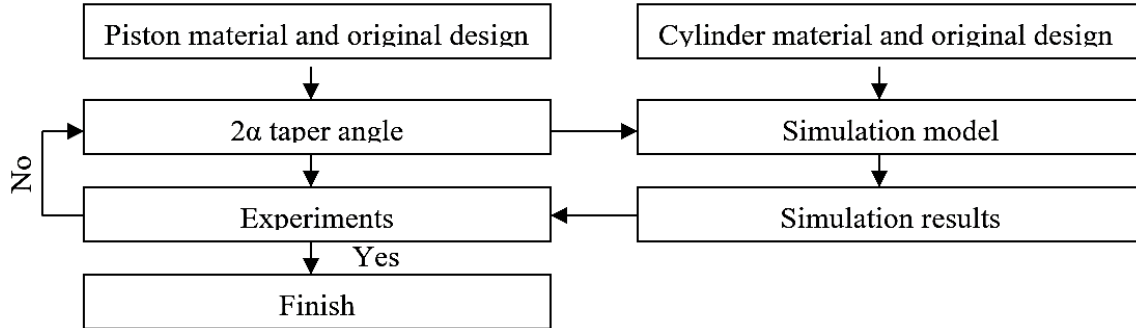 Piston material and original design
Cylinder material and original design
2α taper angle
Simulation model
No
Experiments
Simulation results
Yes
Finish